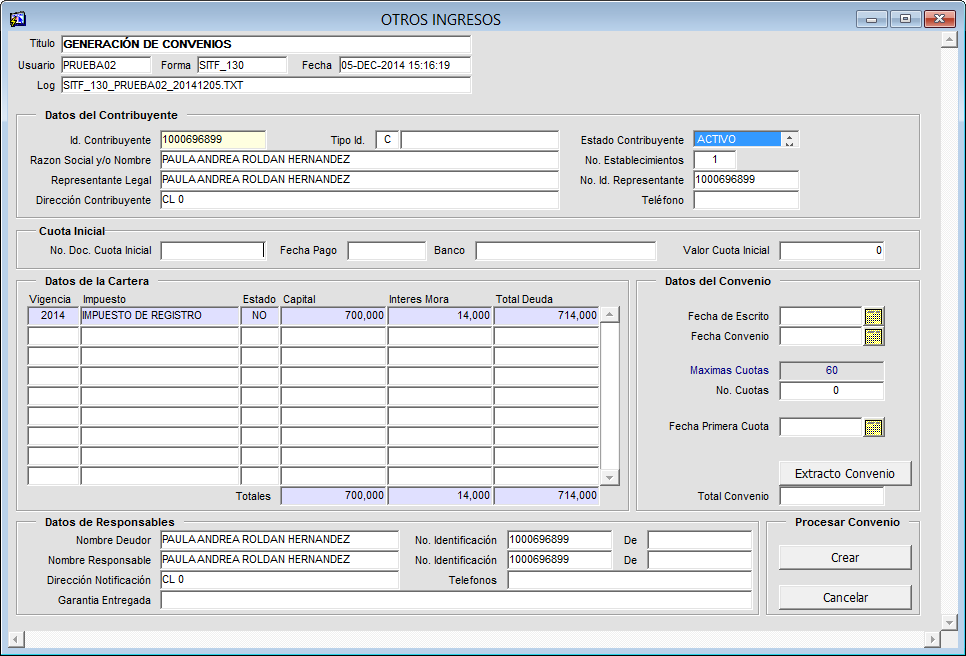 OTROS INGRESOS
Titulo GENERACIÓN DE CONVENIOS
Usuario PRUEBA02 Forma SITF_130 Fecha 05-DEC-2014 15:16:19
Log SITF_130_PRUEBA02_20141205.TXT
Datos del Contribuyente
Id. Contribuyente 1000696899 Tipo Id. C Estado Contribuyente ACTIVO
Razon Social y/o Nombre PAULA ANDREA ROLDAN HERNANDEZ No. Establecimientos 1
Representante Legal PAULA ANDREA ROLDAN HERNANDEZ No. Id. Representante 1000696899
Dirección Contribuyente CL 0 Teléfono
Cuota Inicial
No. Doc. Cuota Inicial Fecha Pago Banco Valor Cuota Inicial 0
Datos de la Cartera
Vigencia Impuesto Estado Capital Interes Mora Total Deuda
2014 IMPUESTO DE REGISTRO NO 700,000 14,000 714,000
Totales 700,000 14,000 714,000
Datos del Convenio
Fecha de Escrito
Fecha Convenio
Maximas Cuotas 60
No. Cuotas 0
Fecha Primera Cuota
Extracto Convenio
Total Convenio
Datos de Responsables
Nombre Deudor PAULA ANDREA ROLDAN HERNANDEZ No. Identificación 1000696899 De
Nombre Responsable PAULA ANDREA ROLDAN HERNANDEZ No. Identificación 1000696899 De
Dirección Notificación CL 0 Telefonos
Garantia Entregada
Procesar Convenio
Crear
Cancelar